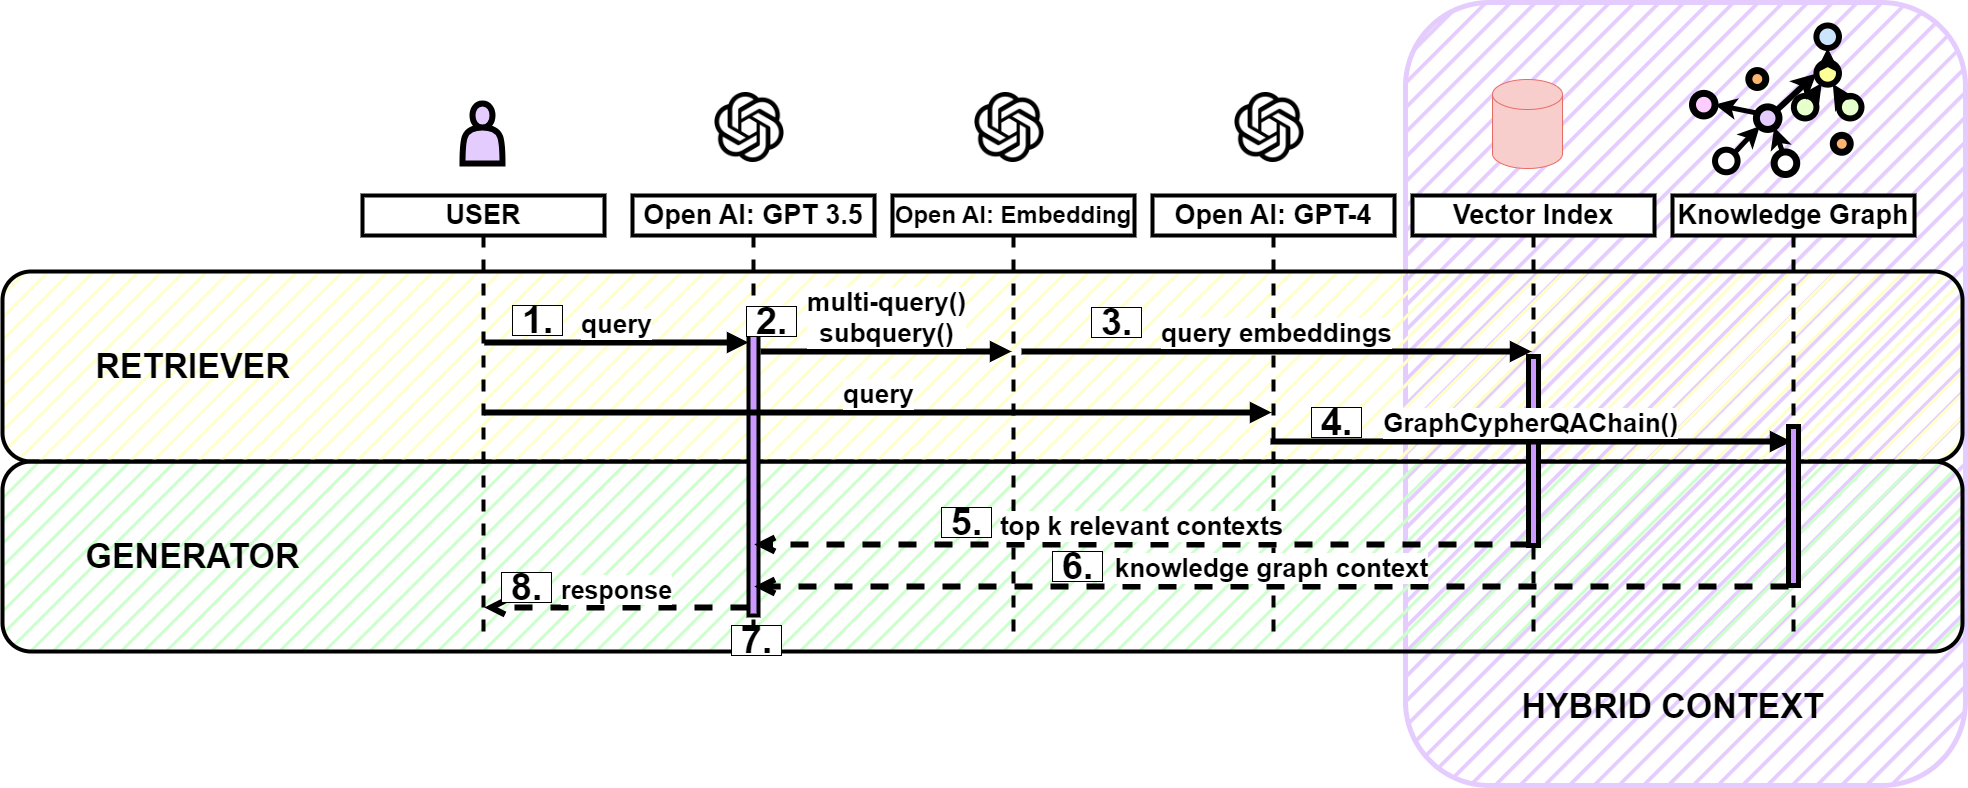 HYBRID CONTEXT
USER
Open AI: GPT 3.5
Open AI: Embedding
Open AI: GPT-4
Vector Index
Knowledge Graph
RETRIEVER
1. query
2. multi-query()
subquery()
3. query embeddings
query
4. GraphCypherQAChain()
GENERATOR
5. top k relevant contexts
6. knowledge graph context
7.
8. response